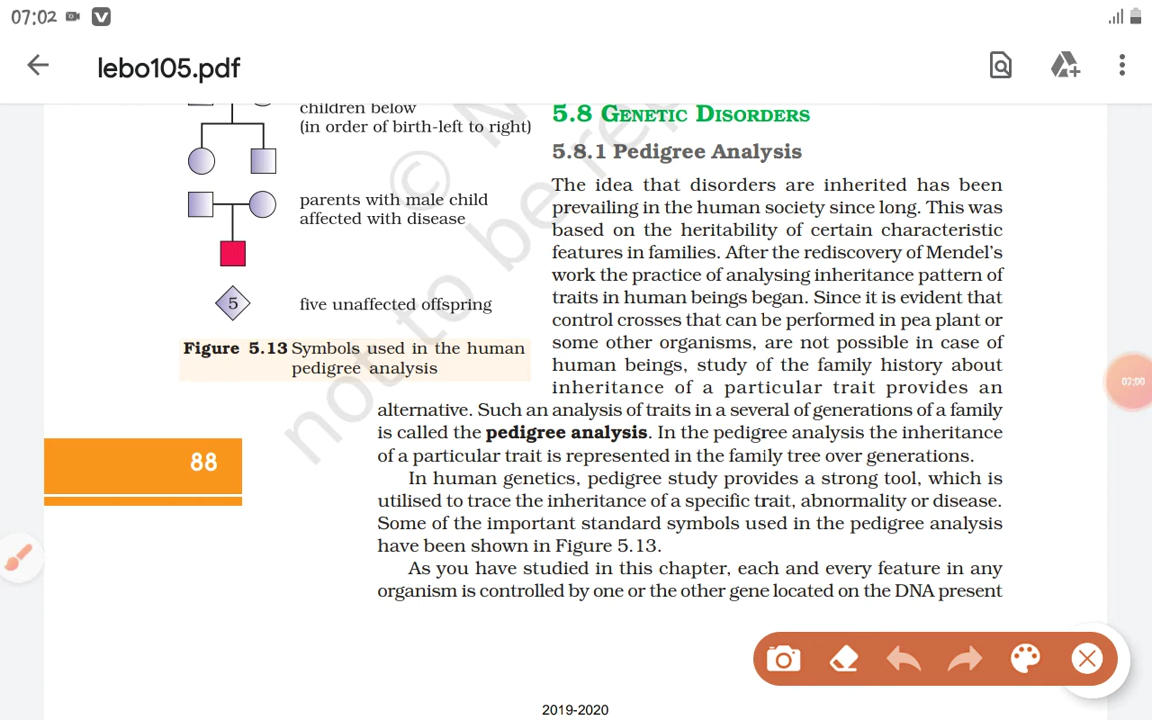 07:02
V
lebo105.pdf
children below
(in order of birth-left to right)
parents with male child
affected with disease
5
five unaffected offspring
Figure 5.13 Symbols used in the human
pedigree analysis
88
5.8 GENETIC DISORDERS
5.8.1 Pedigree Analysis
The idea that disorders are inherited has been
prevailing in the human society since long. This was
based on the heritability of certain characteristic
features in families. After the rediscovery of Mendel's
work the practice of analysing inheritance pattern of
traits in human beings began. Since it is evident that
control crosses that can be performed in pea plant or
some other organisms, are not possible in case of
human beings, study of the family history about
inheritance of a particular trait provides an
alternative. Such an analysis of traits in a several of generations of a family
is called the pedigree analysis. In the pedigree analysis the inheritance
of a particular trait is represented in the family tree over generations.
In human genetics, pedigree study provides a strong tool, which is
utilised to trace the inheritance of a specific trait, abnormality or disease.
Some of the important standard symbols used in the pedigree analysis
have been shown in Figure 5.13.
As you have studied in this chapter, each and every feature in any
organism is controlled by one or the other gene located on the DNA present
© N
not to be rep
07:00
2019-2020